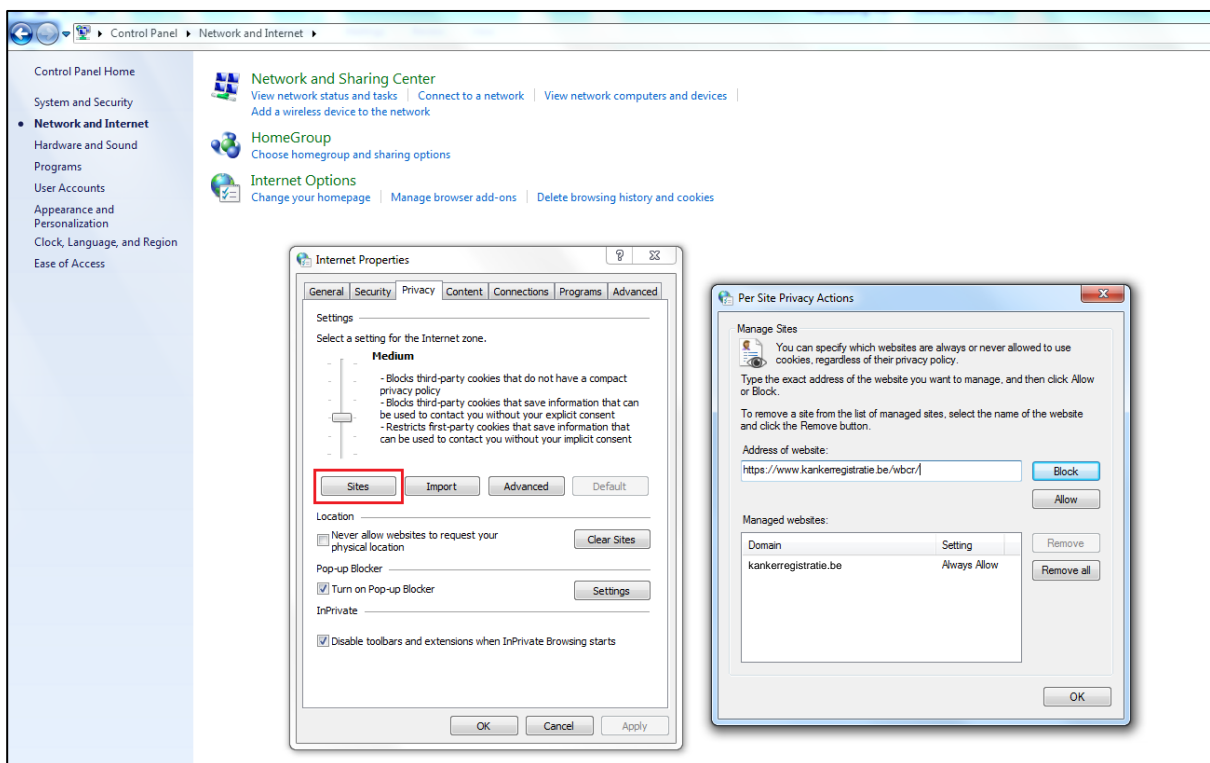 Control Panel ▸ Network and Internet ▸
Control Panel Home
System and Security
• Network and Internet
Hardware and Sound
Programs
User Accounts
Appearance and
Personalization
Clock, Language, and Region
Ease of Access
Network and Sharing Center
View network status and tasks | Connect to a network | View network computers and devices
Add a wireless device to the network
HomeGroup
Choose homegroup and sharing options
Internet Options
Change your homepage | Manage browser add-ons | Delete browsing history and cookies
Internet Properties
?
General Security Privacy Content Connections Programs Advanced
Settings
Select a setting for the Internet zone.
Medium
- Blocks third-party cookies that do not have a compact
privacy policy
- Blocks third-party cookies that save information that can
be used to contact you without your explicit consent
- Restricts first-party cookies that save information that
can be used to contact you without your implicit consent
Sites Import Advanced Default
Location
Never allow websites to request your
physical location
Clear Sites
Pop-up Blocker
Turn on Pop-up Blocker
Settings
InPrivate
Disable toolbars and extensions when InPrivate Browsing starts
OK Cancel Apply
Per Site Privacy Actions
Manage Sites
You can specify which websites are always or never allowed to use
cookies, regardless of their privacy policy.
Type the exact address of the website you want to manage, and then click Allow
or Block.
To remove a site from the list of managed sites, select the name of the website
and click the Remove button.
Address of website:
https://www.kankerregistratie.be/wbcr/
Block
Allow
Managed websites:
Domain Setting
Remove
kankerregistratie.be Always Allow
Remove all
OK